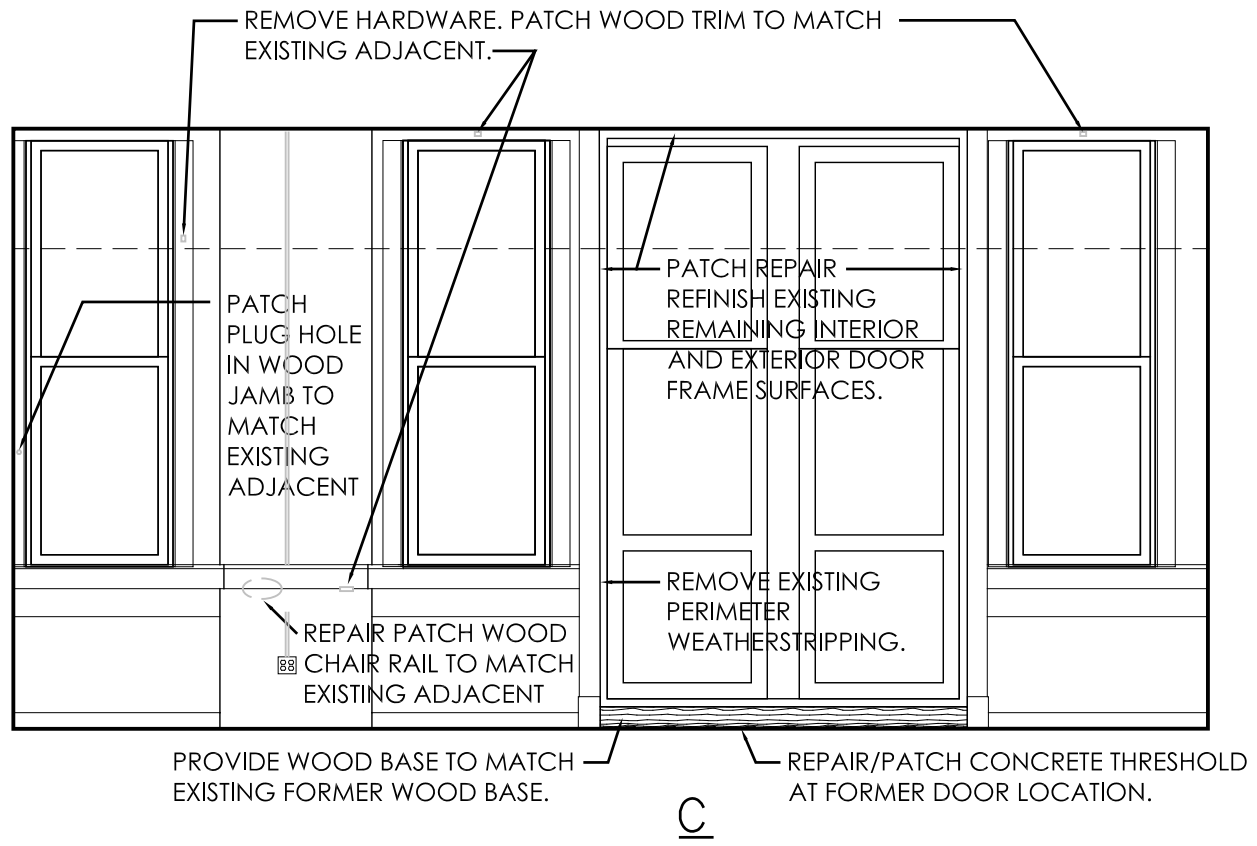 REMOVE HARDWARE. PATCH WOOD TRIM TO MATCH
EXISTING ADJACENT.
PATCH
PLUG HOLE
IN WOOD
JAMB TO
MATCH
EXISTING
ADJACENT
PATCH REPAIR
REFINISH EXISTING
REMAINING INTERIOR
AND EXTERIOR DOOR
FRAME SURFACES.
REMOVE EXISTING
PERIMETER
WEATHERSTRIPPING.
REPAIR PATCH WOOD
CHAIR RAIL TO MATCH
EXISTING ADJACENT
PROVIDE WOOD BASE TO MATCH
EXISTING FORMER WOOD BASE.
REPAIR/PATCH CONCRETE THRESHOLD
AT FORMER DOOR LOCATION.
C